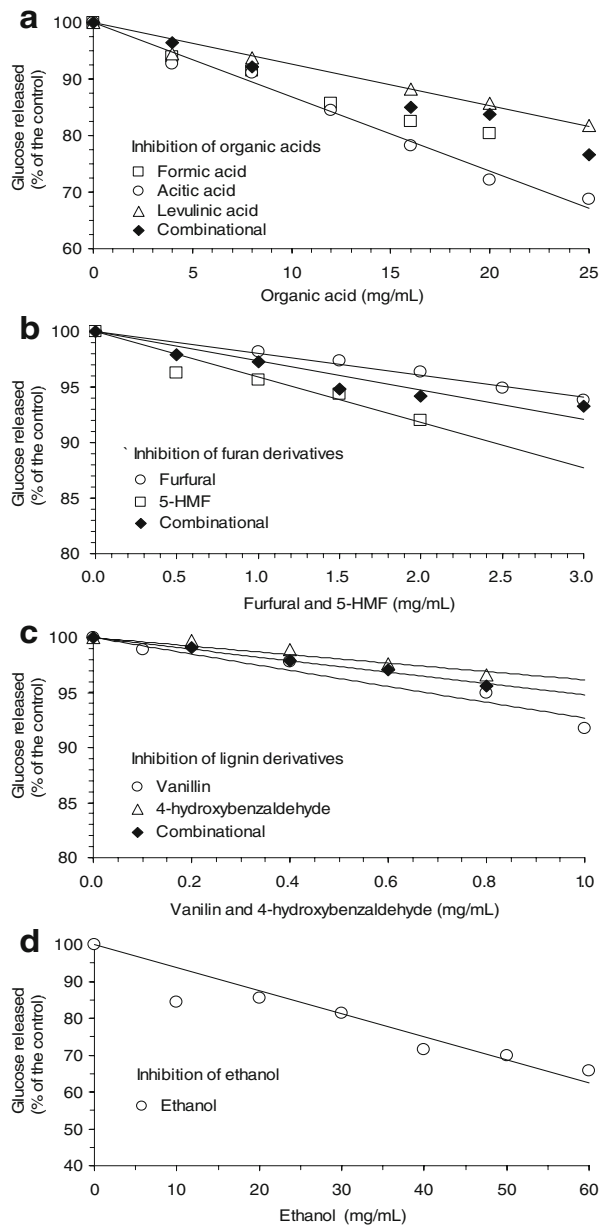 a
Glucose released
(% of the control)
100
90
80
70
60
Inhibition of organic acids
Formic acid
Acitic acid
Levulinic acid
Combinational
0 5 10 15 20 25
Organic acid (mg/mL)
b
Glucose released
(% of the control)
100
95
90
85
80
` Inhibition of furan derivatives
Furfural
5-HMF
Combinational
0.0 0.5 1.0 1.5 2.0 2.5 3.0
Furfural and 5-HMF (mg/mL)
c
Glucose released
(% of the control)
100
95
90
85
80
Inhibition of lignin derivatives
Vanillin
4-hydroxybenzaldehyde
Combinational
0.0 0.2 0.4 0.6 0.8 1.0
Vanilin and 4-hydroxybenzaldehyde (mg/mL)
d
Glucose released
(% of the control)
100
90
80
70
60
50
40
Inhibition of ethanol
Ethanol
0 10 20 30 40 50 60
Ethanol (mg/mL)